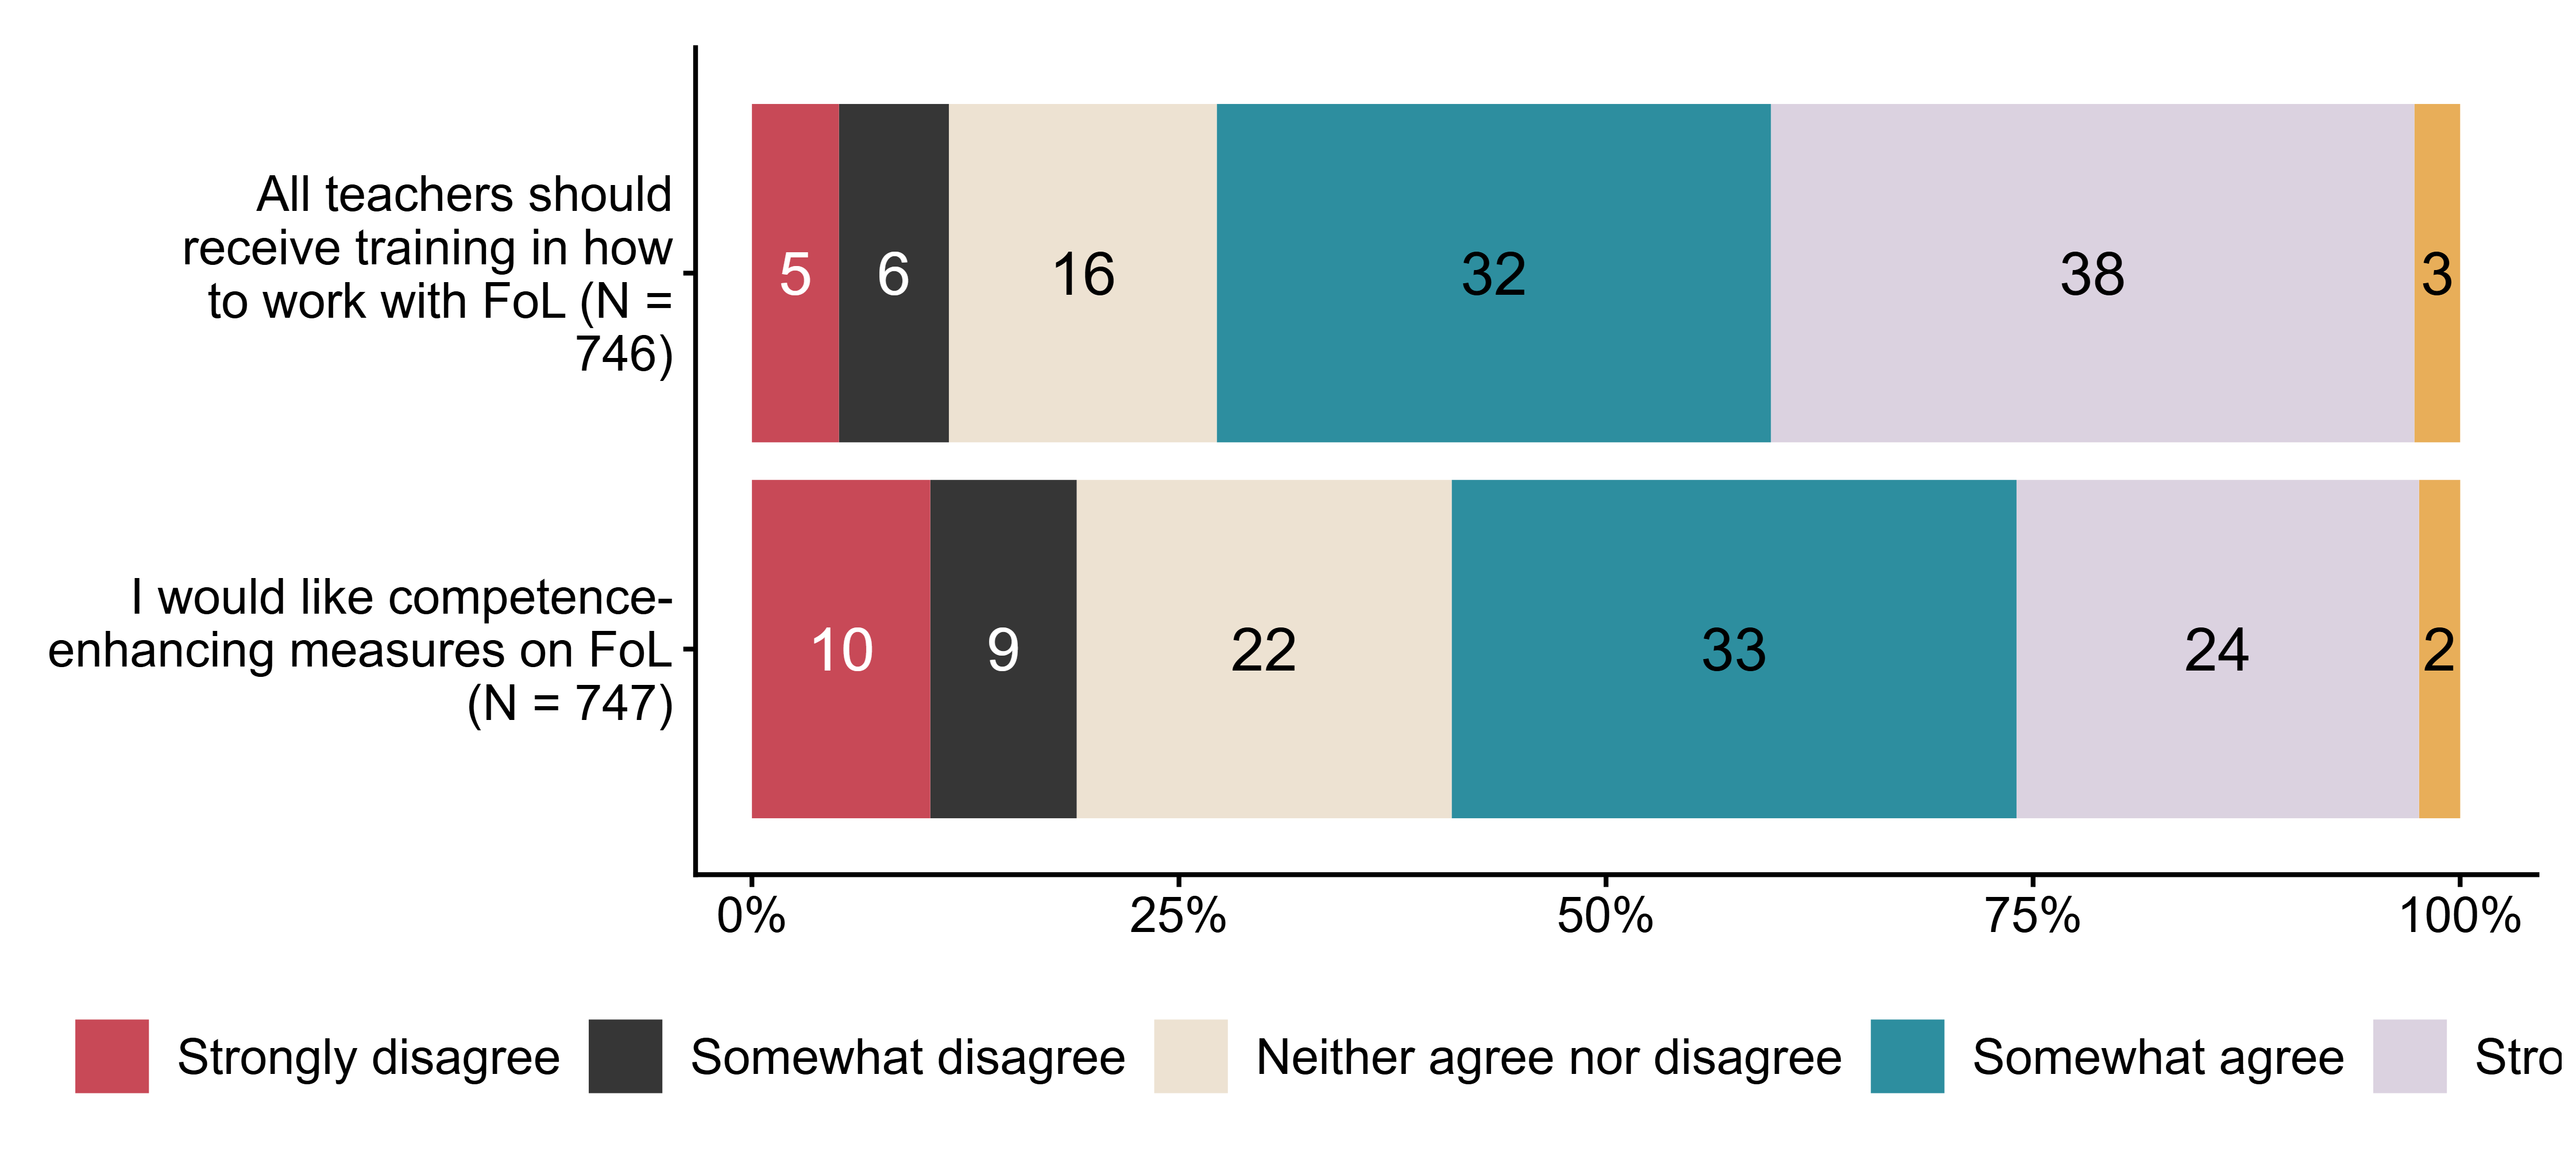 All teachers should
receive training in how
to work with FoL (N =
746)
5 6 16 32 38 3
I would like competence-
enhancing measures on FoL
(N = 747)
10 9 22 33 24 2
0% 25% 50% 75% 100%
Strongly disagree Somewhat disagree Neither agree nor disagree Somewhat agree Stro